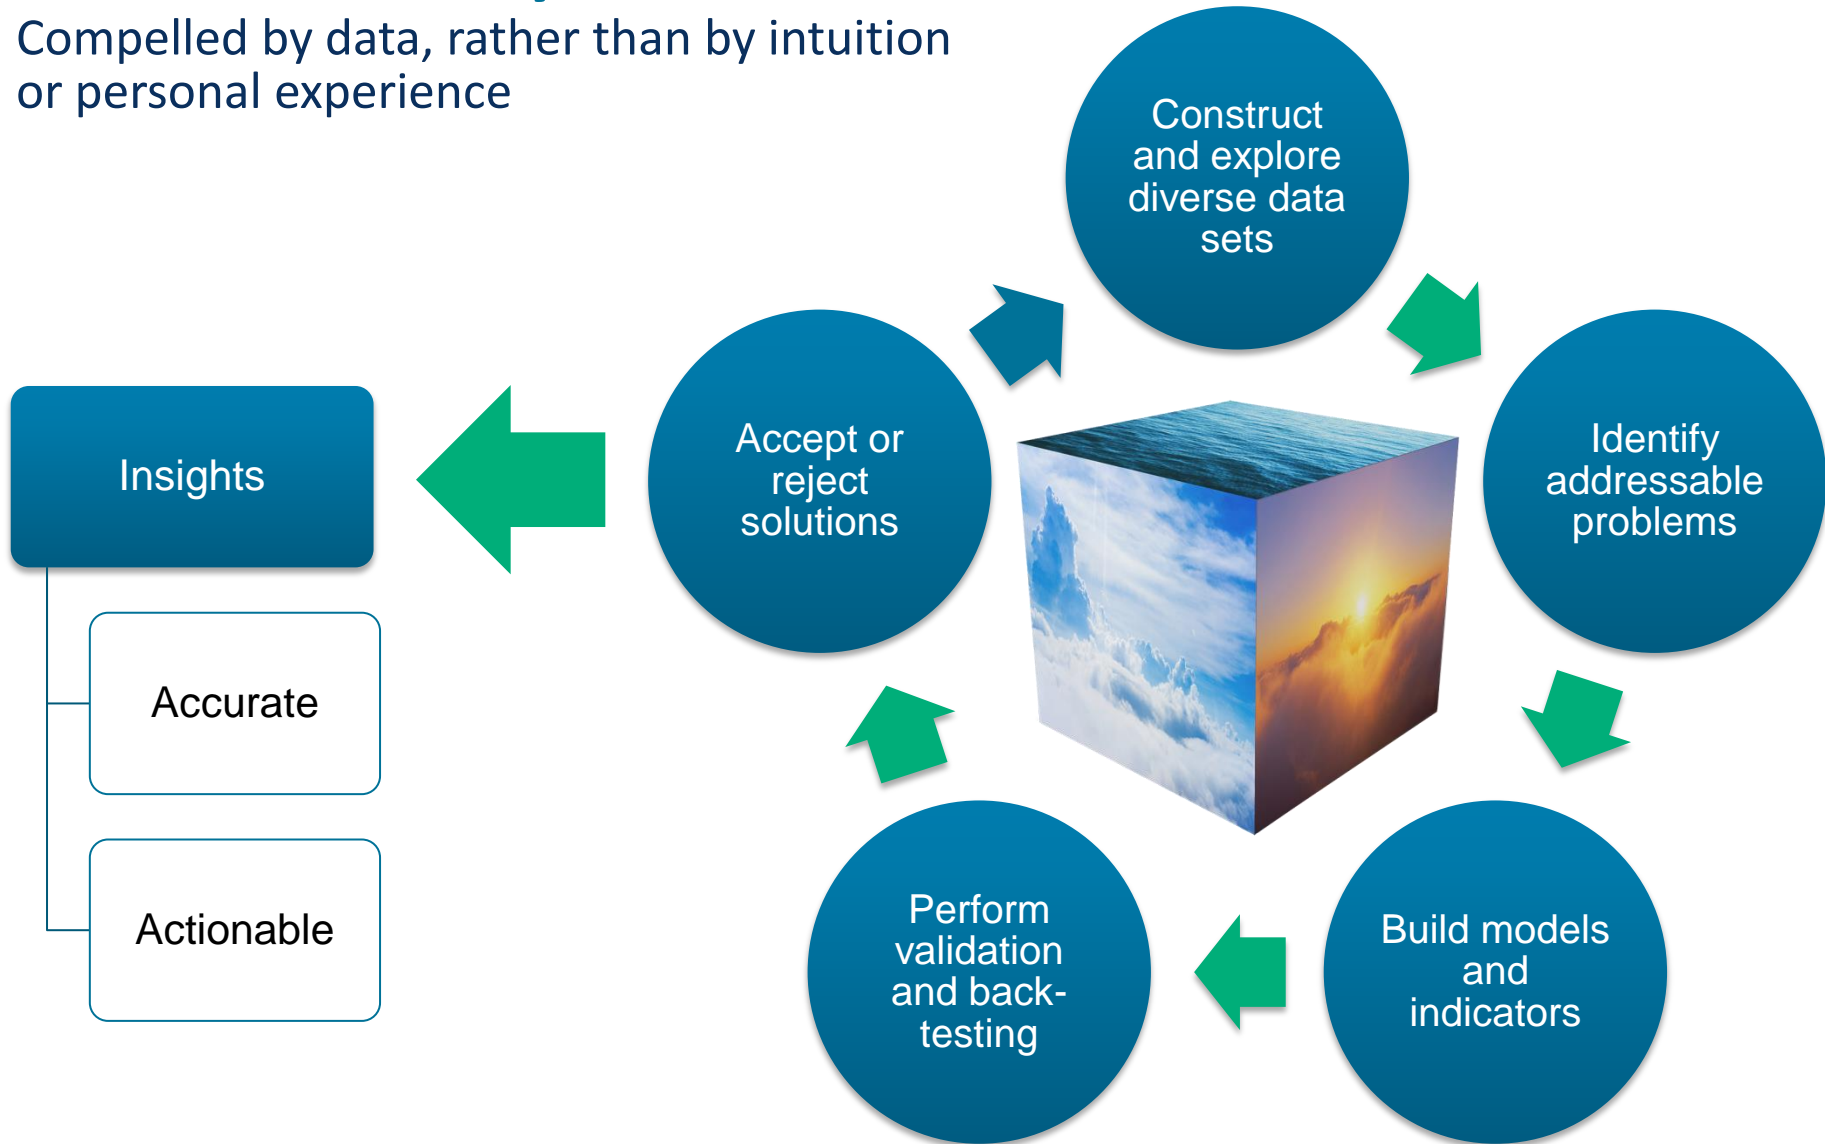 Compelled by data, rather than by intuition
or personal experience
Construct
and explore
diverse data
sets
Identify
addressable
problems
Build models
and
indicators
Perform
validation
and back-
testing
Accept or
reject
solutions
Insights
Accurate
Actionable